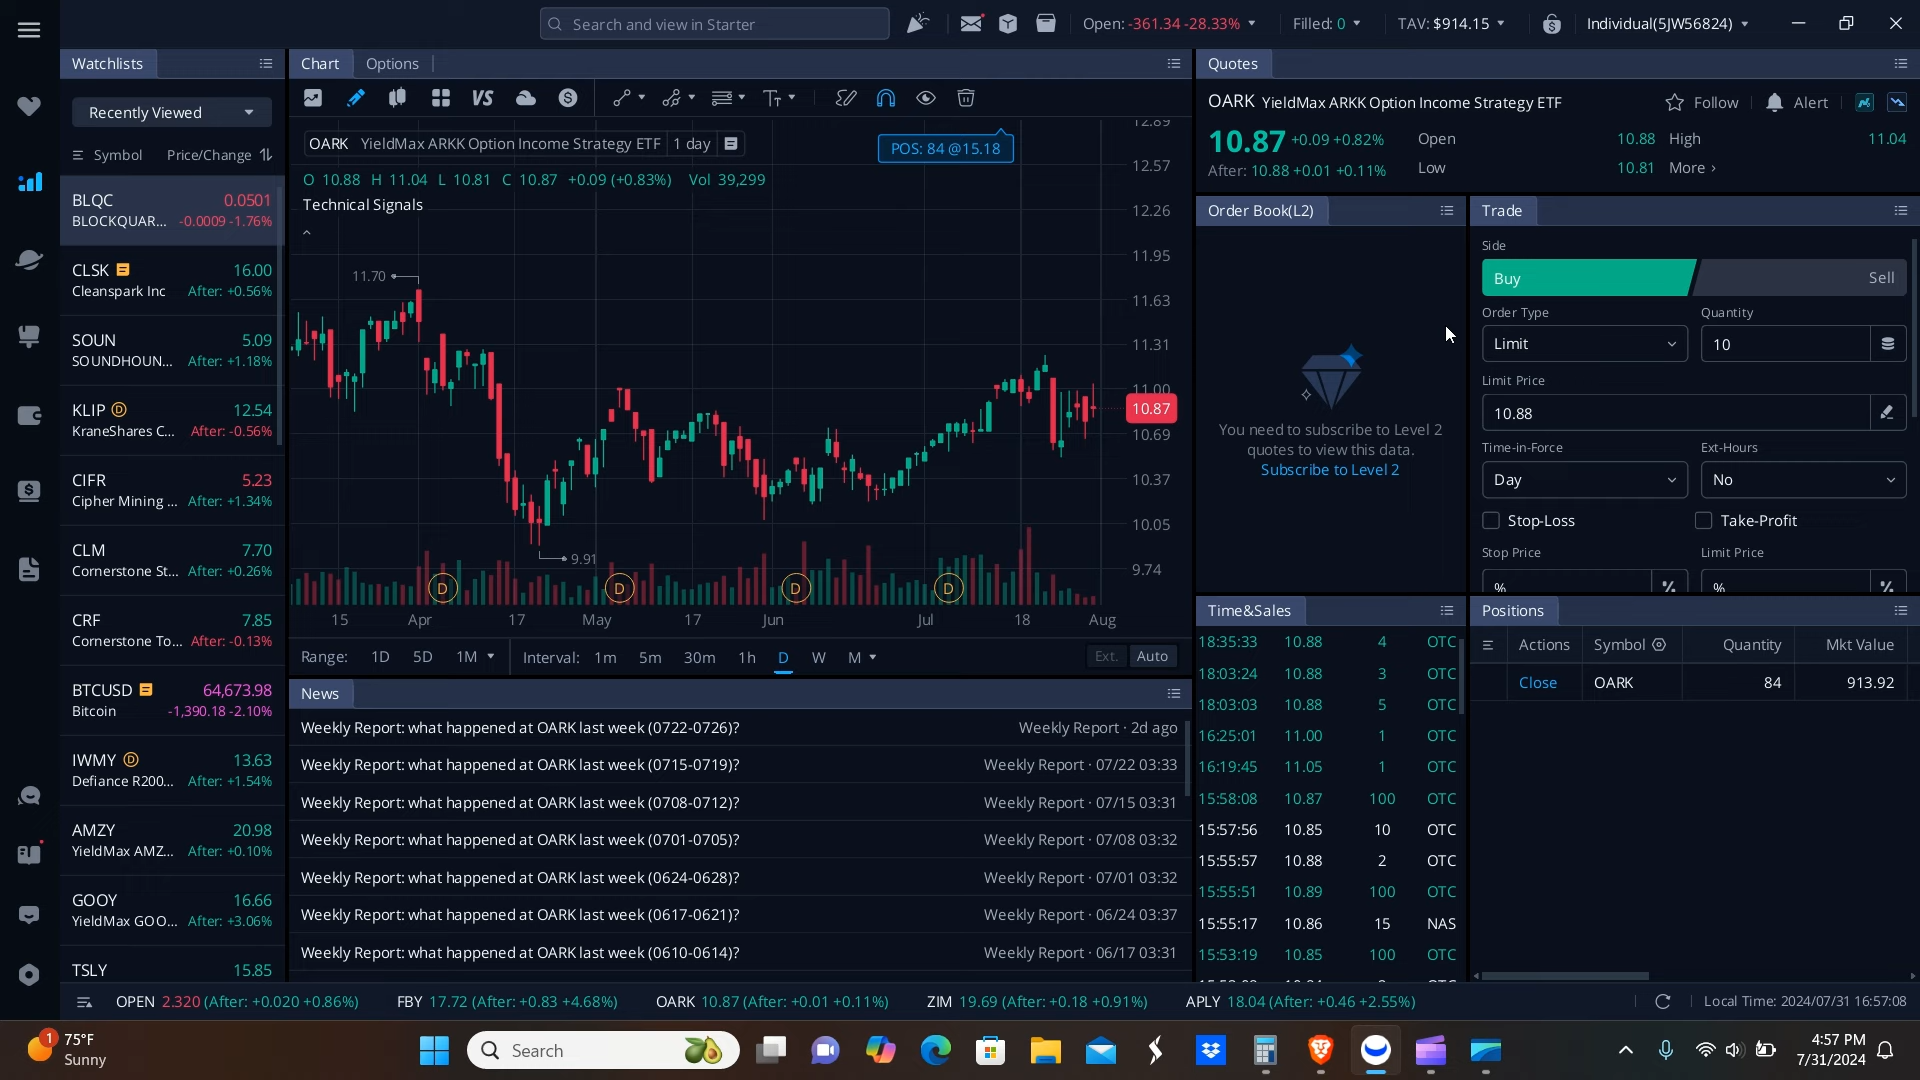 Search and view in Starter
Open: -361.34 -28.33%
Filled: 0
TAV: $914.15
Individual(5JW56824)
Watchlists
Recently Viewed
Symbol Price/Change
BLQC 0.0501
BLOCKQUAR... -0.0009 -1.76%
CLSK 16.00
Cleanspark Inc After: +0.56%
SOUN 5.09
SOUNDHOUN... After: +1.18%
KLIP D 12.54
KraneShares C... After: -0.56%
CIFR 5.23
Cipher Mining ... After: +1.34%
CLM 7.70
Cornerstone St... After: +0.26%
CRF 7.85
Cornerstone To... After: -0.13%
BTCUSD 64,673.98
Bitcoin -1,390.18 -2.10%
IWMY D 13.63
Defiance R200... After: +1.54%
AMZY 20.98
YieldMax AMZ... After: +0.10%
GOOY 16.66
YieldMax GOO... After: +3.06%
TSLY 15.85
Chart Options
VS
OARK YieldMax ARKK Option Income Strategy ETF 1 day
POS: 84 @15.18
O 10.88 H 11.04 L 10.81 C 10.87 +0.09 (+0.83%) Vol 39,299
Technical Signals
11.70
9.91
12.89
12.57
12.26
11.95
11.63
11.31
11.00
10.87
10.69
10.37
10.05
9.74
D D D D
15 Apr 17 May 17 Jun Jul 18 Aug
Range: 1D 5D 1M Interval: 1m 5m 30m 1h D W M Ext. Auto
News
Weekly Report: what happened at OARK last week (0722-0726)? Weekly Report · 2d ago
Weekly Report: what happened at OARK last week (0715-0719)? Weekly Report · 07/22 03:33
Weekly Report: what happened at OARK last week (0708-0712)? Weekly Report · 07/15 03:31
Weekly Report: what happened at OARK last week (0701-0705)? Weekly Report · 07/08 03:32
Weekly Report: what happened at OARK last week (0624-0628)? Weekly Report · 07/01 03:32
Weekly Report: what happened at OARK last week (0617-0621)? Weekly Report · 06/24 03:37
Weekly Report: what happened at OARK last week (0610-0614)? Weekly Report · 06/17 03:31
Quotes
OARK YieldMax ARKK Option Income Strategy ETF
Follow Alert
10.87 +0.09 +0.82% Open 10.88 High 11.04
After: 10.88 +0.01 +0.11% Low 10.81 More ›
Order Book(L2)
You need to subscribe to Level 2
quotes to view this data.
Subscribe to Level 2
Trade
Side
Buy Sell
Order Type Quantity
Limit 10
Limit Price
10.88
Time-in-Force Ext-Hours
Day No
Stop-Loss Take-Profit
Stop Price Limit Price
% %
Time&Sales
18:35:33 10.88 4 OTC
18:03:24 10.88 3 OTC
18:03:03 10.88 5 OTC
16:25:01 11.00 1 OTC
16:19:45 11.05 1 OTC
15:58:08 10.87 100 OTC
15:57:56 10.85 10 OTC
15:55:57 10.88 2 OTC
15:55:51 10.89 100 OTC
15:55:17 10.86 15 NAS
15:53:19 10.85 100 OTC
Positions
Actions Symbol Quantity Mkt Value
Close OARK 84 913.92
OPEN 2.320 (After: +0.020 +0.86%)
FBY 17.72 (After: +0.83 +4.68%)
OARK 10.87 (After: +0.01 +0.11%)
ZIM 19.69 (After: +0.18 +0.91%)
APLY 18.04 (After: +0.46 +2.55%)
Local Time: 2024/07/31 16:57:08
1
75°F
Sunny
Search
4:57 PM
7/31/2024